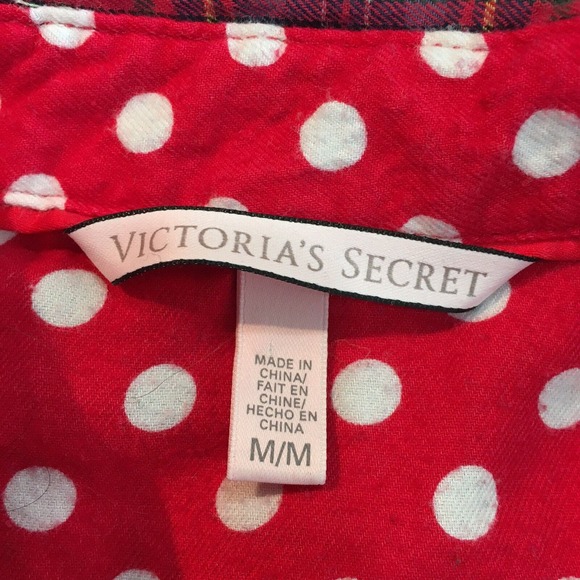 VICTORIA'S SECRET
MADE IN
CHINA/
FAIT EN
CHINE/
HECHO EN
CHINA
M/M